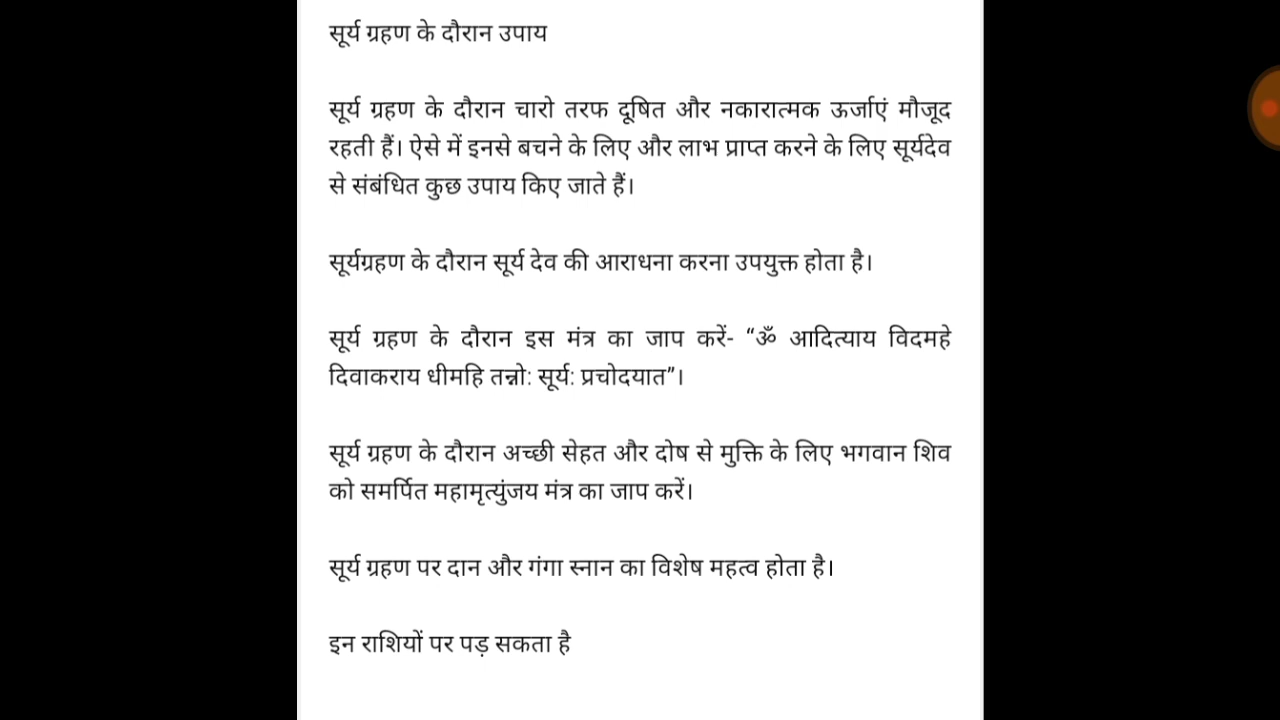 सूर्य ग्रहण के दौरान उपाय
सूर्य ग्रहण के दौरान चारो तरफ दूषित और नकारात्मक ऊर्जाएं मौजूद
रहती हैं। ऐसे में इनसे बचने के लिए और लाभ प्राप्त करने के लिए सूर्यदेव
से संबंधित कुछ उपाय किए जाते हैं।
सूर्यग्रहण के दौरान सूर्य देव की आराधना करना उपयुक्त होता है।
सूर्य ग्रहण के दौरान इस मंत्र का जाप करें- “ॐ आदित्याय विदमहे
दिवाकराय धीमहि तन्नो: सूर्य: प्रचोदयात”।
सूर्य ग्रहण के दौरान अच्छी सेहत और दोष से मुक्ति के लिए भगवान शिव
को समर्पित महामृत्युंजय मंत्र का जाप करें।
सूर्य ग्रहण पर दान और गंगा स्नान का विशेष महत्व होता है।
इन राशियों पर पड़ सकता है